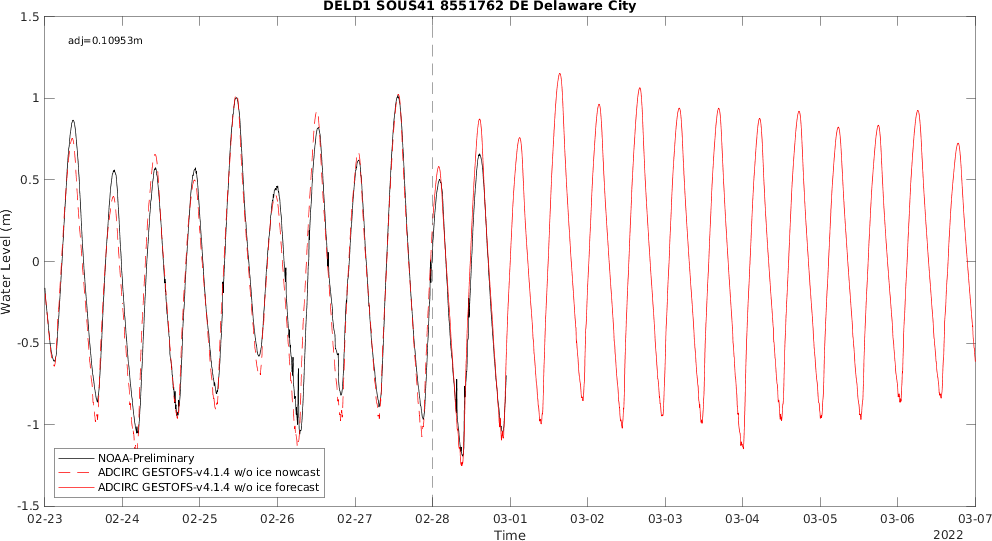 DELD1 SOUS41 8551762 DE Delaware City
1.5
adj=0.10953m
1
0.5
0
-0.5
-1
-1.5
Water Level (m)
NOAA-Preliminary
ADCIRC GESTOFS-v4.1.4 w/o ice nowcast
ADCIRC GESTOFS-v4.1.4 w/o ice forecast
02-23 02-24 02-25 02-26 02-27 02-28 03-01 03-02 03-03 03-04 03-05 03-06 03-07
Time
2022